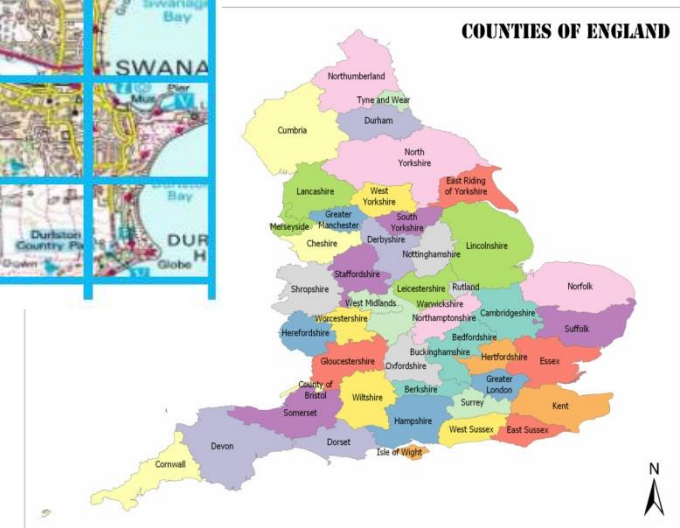 Swanage
Bay
SWANA
Pier
Mus
Bay
Durlston
Country Pa
DUR
H
Down
Globe
COUNTIES OF ENGLAND
Northumberland
Tyne and Wear
Durham
Cumbria
North
Yorkshire
Lancashire
West
Yorkshire
East Riding
of Yorkshire
Merseyside
Greater
Manchester
South
Yorkshire
Cheshire
Derbyshire
Nottinghamshire
Lincolnshire
Shropshire
Staffordshire
Leicestershire
Rutland
Norfolk
West Midlands
Warwickshire
Worcestershire
Northamptonshire
Cambridgeshire
Suffolk
Herefordshire
Bedfordshire
Buckinghamshire
Gloucestershire
Oxfordshire
Hertfordshire
Essex
County of
Bristol
Wiltshire
Berkshire
Greater
London
Somerset
Surrey
Kent
Hampshire
West Sussex
East Sussex
Devon
Dorset
Isle of Wight
Cornwall
N